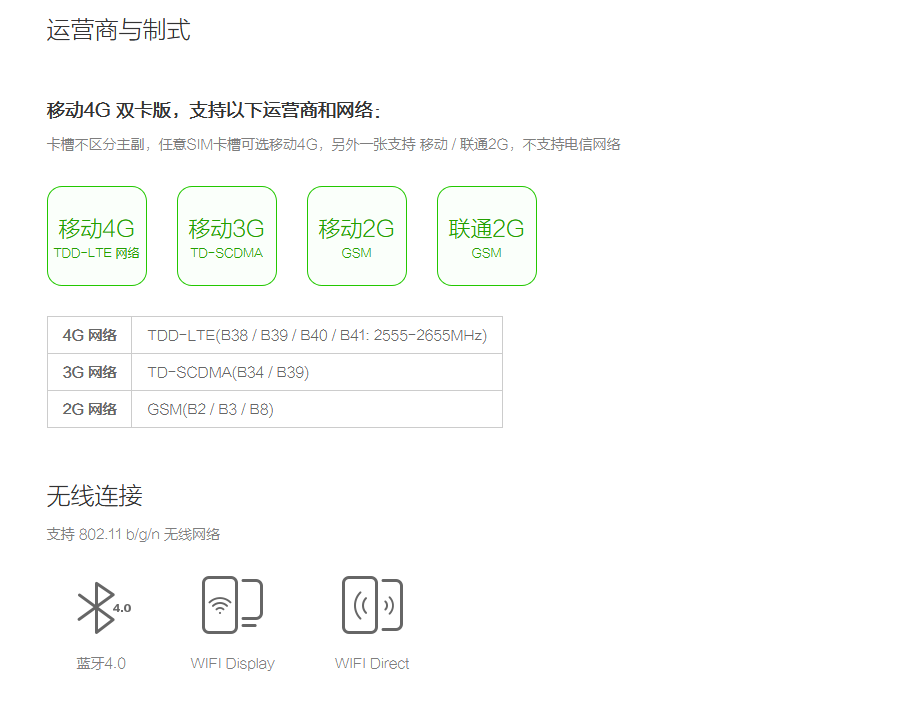 运营商与制式
移动4G 双卡版，支持以下运营商和网络：
卡槽不区分主副，任意SIM卡槽可选移动4G，另外一张支持 移动 / 联通2G，不支持电信网络
移动4G 移动3G 移动2G 联通2G
TDD-LTE 网络 TD-SCDMA GSM GSM
4G 网络 TDD-LTE(B38 / B39 / B40 / B41: 2555-2655MHz)
3G 网络 TD-SCDMA(B34 / B39)
2G 网络 GSM(B2 / B3 / B8)
无线连接
支持 802.11 b/g/n 无线网络
4.0
蓝牙4.0 WIFI Display WIFI Direct